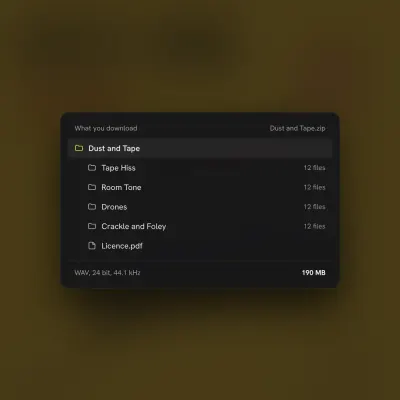 What you download Dust and Tape.zip
Dust and Tape
Tape Hiss 12 files
Room Tone 12 files
Drones 12 files
Crackle and Foley 12 files
Licence.pdf
WAV, 24 bit, 44.1 kHz 190 MB